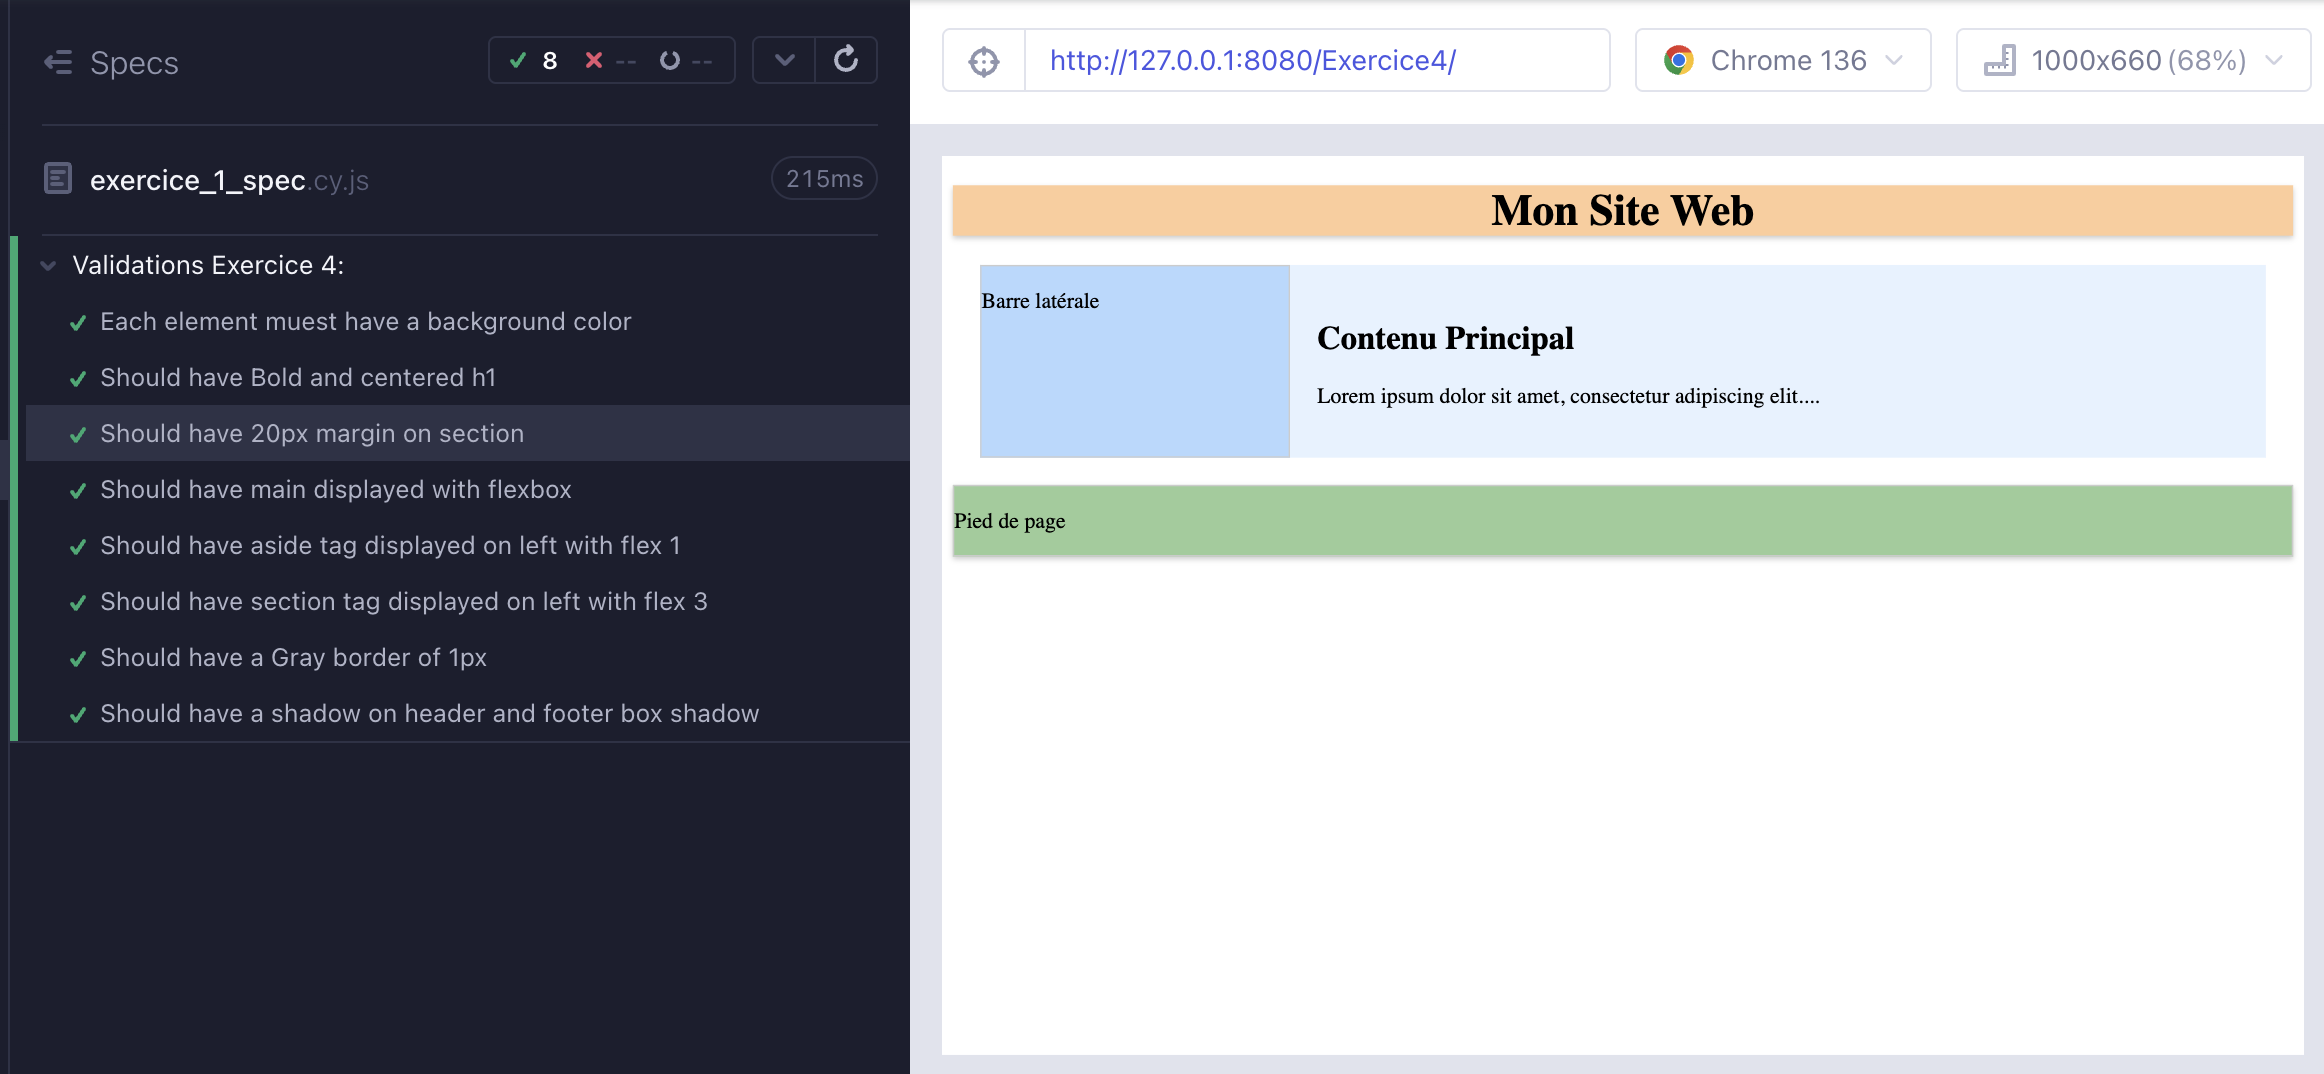 Specs
8 -- --
exercice_1_spec.cy.js
215ms
Validations Exercice 4:
Each element muest have a background color
Should have Bold and centered h1
Should have 20px margin on section
Should have main displayed with flexbox
Should have aside tag displayed on left with flex 1
Should have section tag displayed on left with flex 3
Should have a Gray border of 1px
Should have a shadow on header and footer box shadow
http://127.0.0.1:8080/Exercice4/
Chrome 136
1000x660 (68%)
Mon Site Web
Barre latérale
Contenu Principal
Lorem ipsum dolor sit amet, consectetur adipiscing elit....
Pied de page